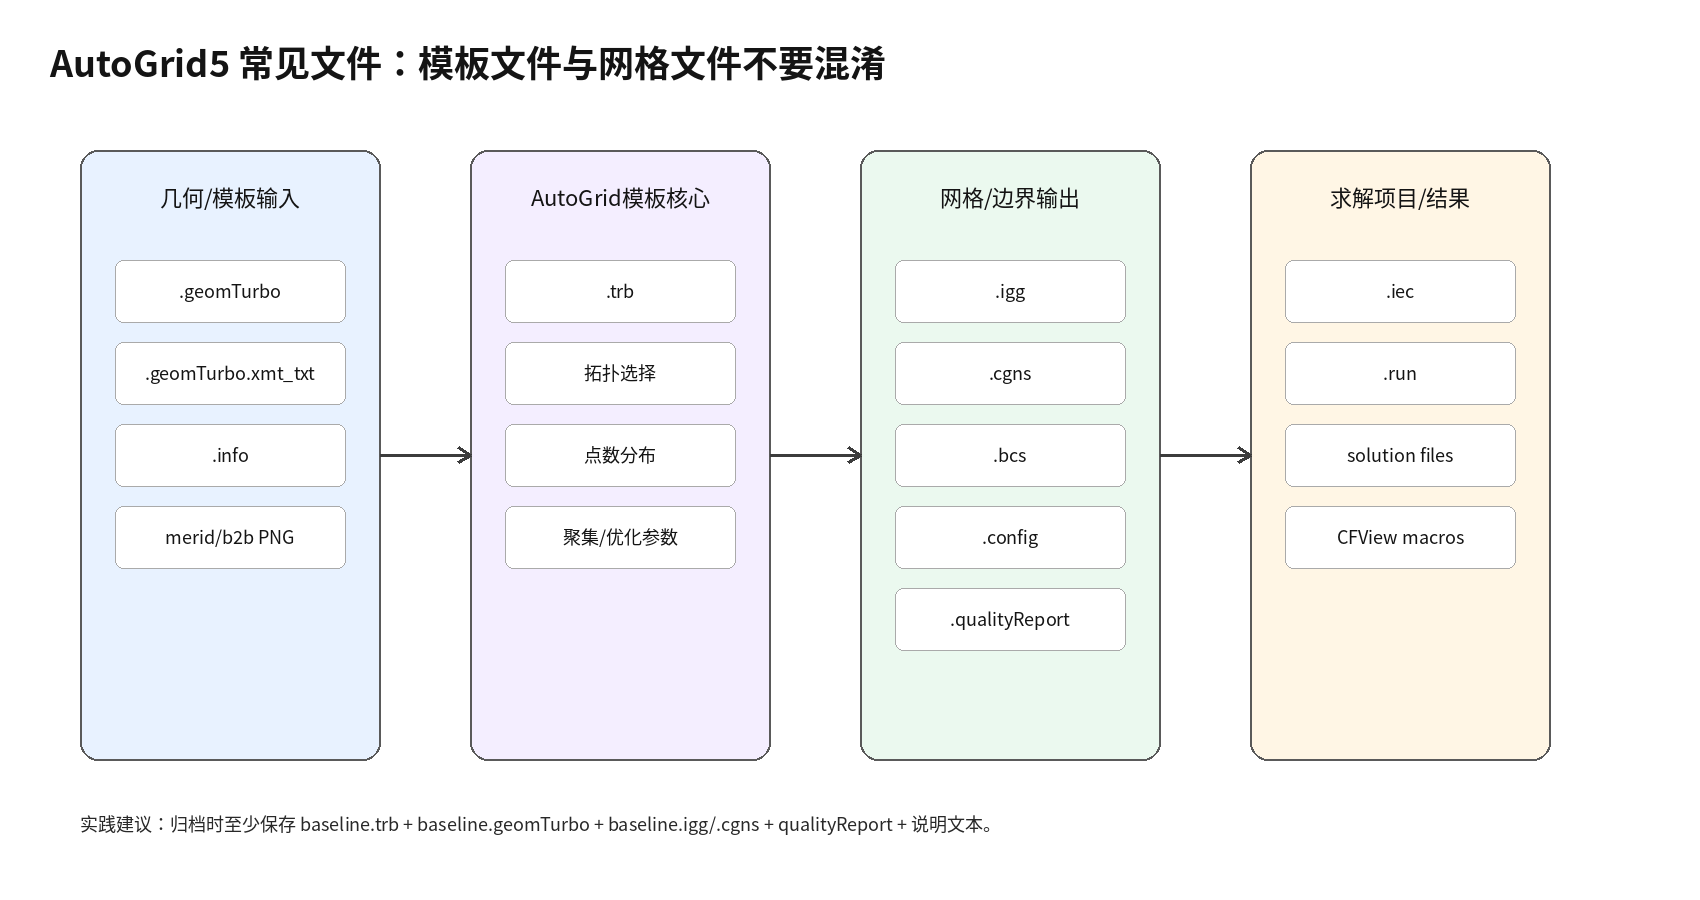 AutoGrid5 常见文件：模板文件与网格文件不要混淆
几何/模板输入
.geomTurbo
.geomTurbo.xmt_txt
.info
merid/b2b PNG
AutoGrid模板核心
.trb
拓扑选择
点数分布
聚集/优化参数
网格/边界输出
.igg
.cgns
.bcs
.config
.qualityReport
求解项目/结果
.iec
.run
solution files
CFView macros
实践建议：归档时至少保存 baseline.trb + baseline.geomTurbo + baseline.igg/.cgns + qualityReport + 说明文本。